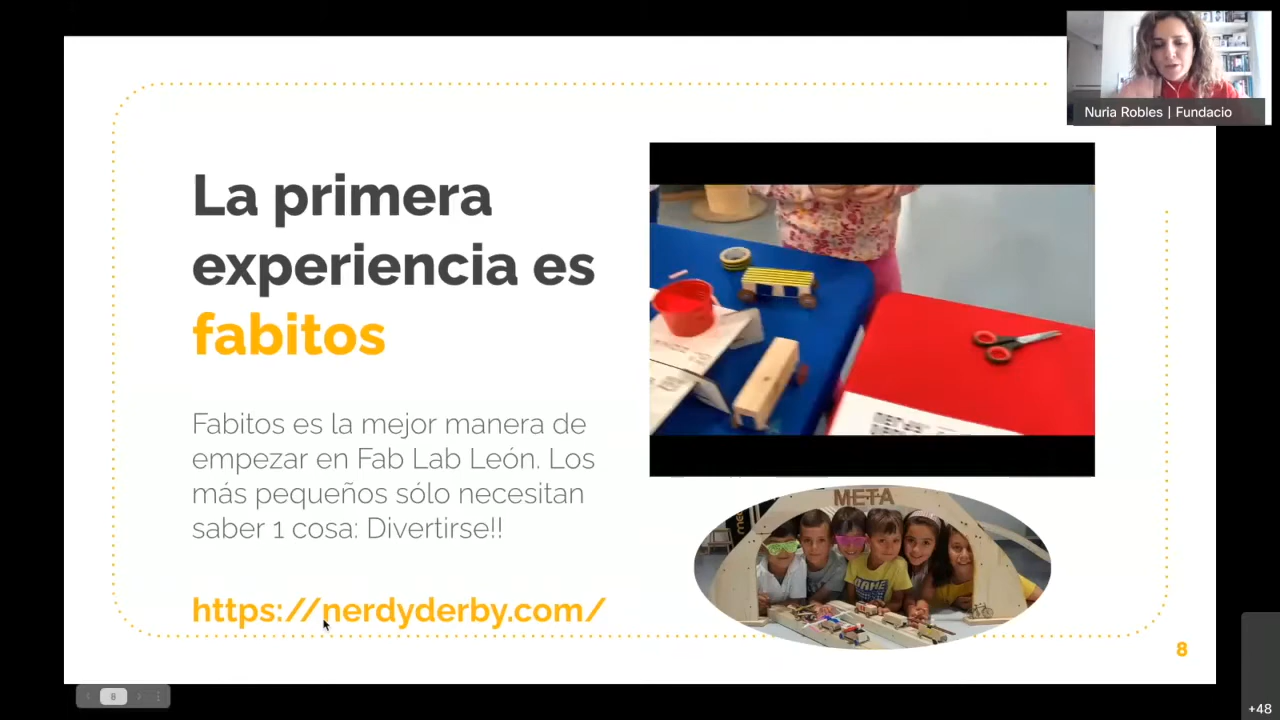 Nuria Robles | Fundacio
La primera
experiencia es
fabitos
Fabitos es la mejor manera de
empezar en Fab Lab León. Los
más pequeños sólo necesitan
saber 1 cosa: Divertirse!!
https://nerdyderby.com/
META
8
8
+48